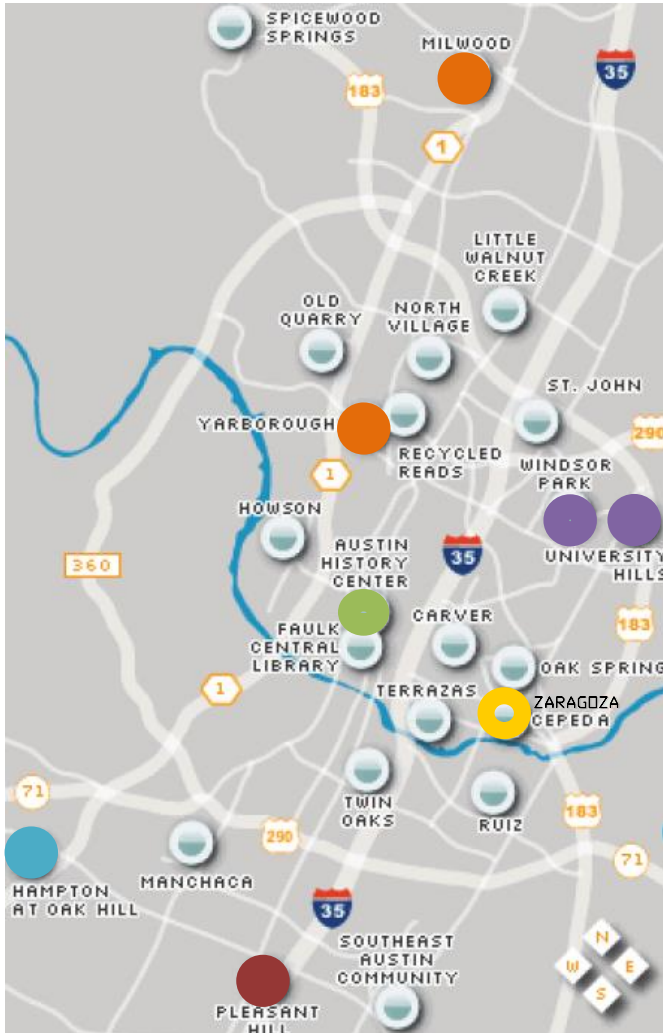 SPICEWOOD
SPRINGS
MILWOOD
35
183
1
LITTLE
WALNUT
CREEK
OLD
QUARRY
NORTH
VILLAGE
ST. JOHN
YARBOROUGH
290
RECYCLED
READS
WINDSOR
PARK
1
HOWSON
AUSTIN
HISTORY
CENTER
35
UNIVERSITY
HILLS
360
CARVER
183
FAULK
CENTRAL
LIBRARY
OAK SPRING
1
TERRAZAS
ZARAGOZA
CEPEDA
71
TWIN
OAKS
RUIZ
183
290
71
HAMPTON
AT OAK HILL
MANCHACA
35
SOUTHEAST
AUSTIN
COMMUNITY
N
W E
S
PLEASANT
HILL